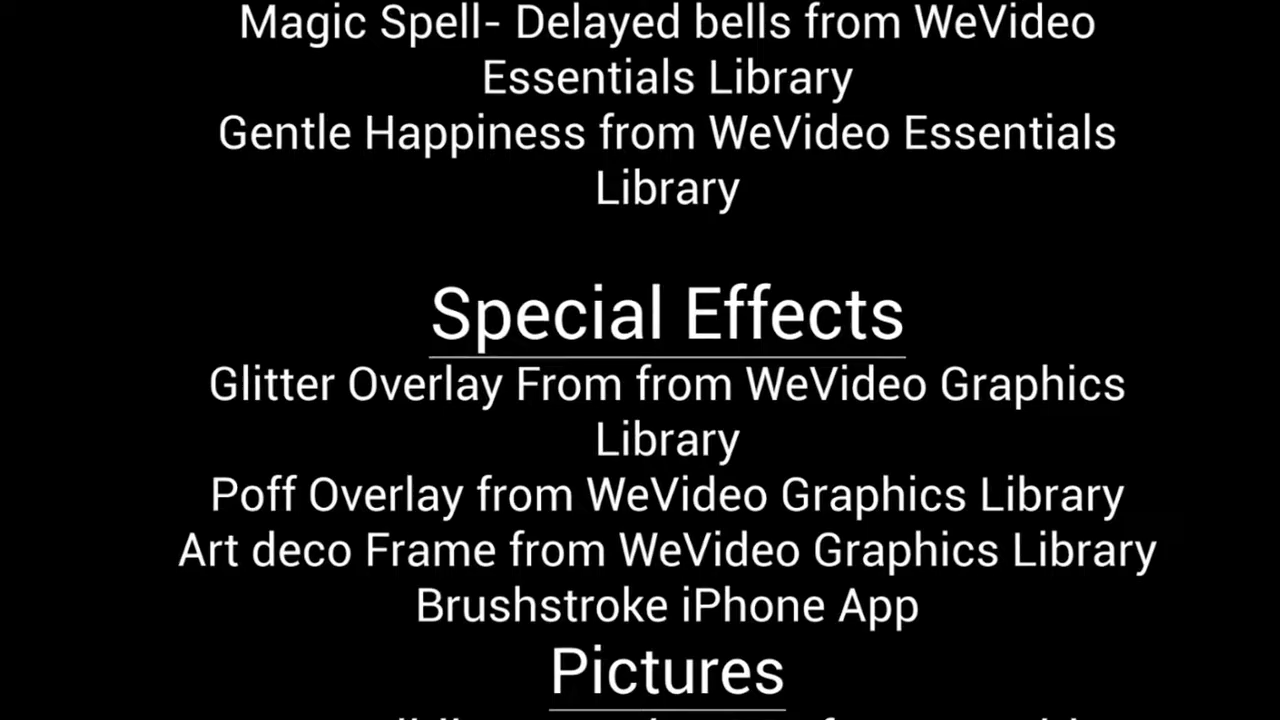 Magic Spell- Delayed bells from WeVideo
Essentials Library
Gentle Happiness from WeVideo Essentials
Library
Special Effects
Glitter Overlay From from WeVideo Graphics
Library
Poff Overlay from WeVideo Graphics Library
Art deco Frame from WeVideo Graphics Library
Brushstroke iPhone App
Pictures